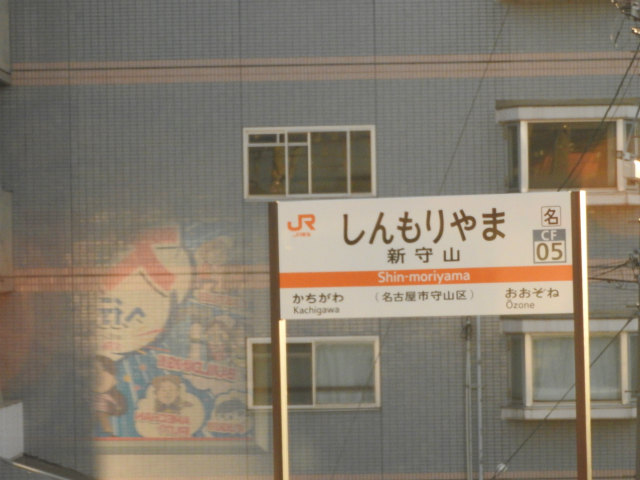 JR
しんもりやま
名
新守山
CF
05
Shin-moriyama
かちがわ
(名古屋市守山区)
おおぞね
Kachigawa
Ōzone